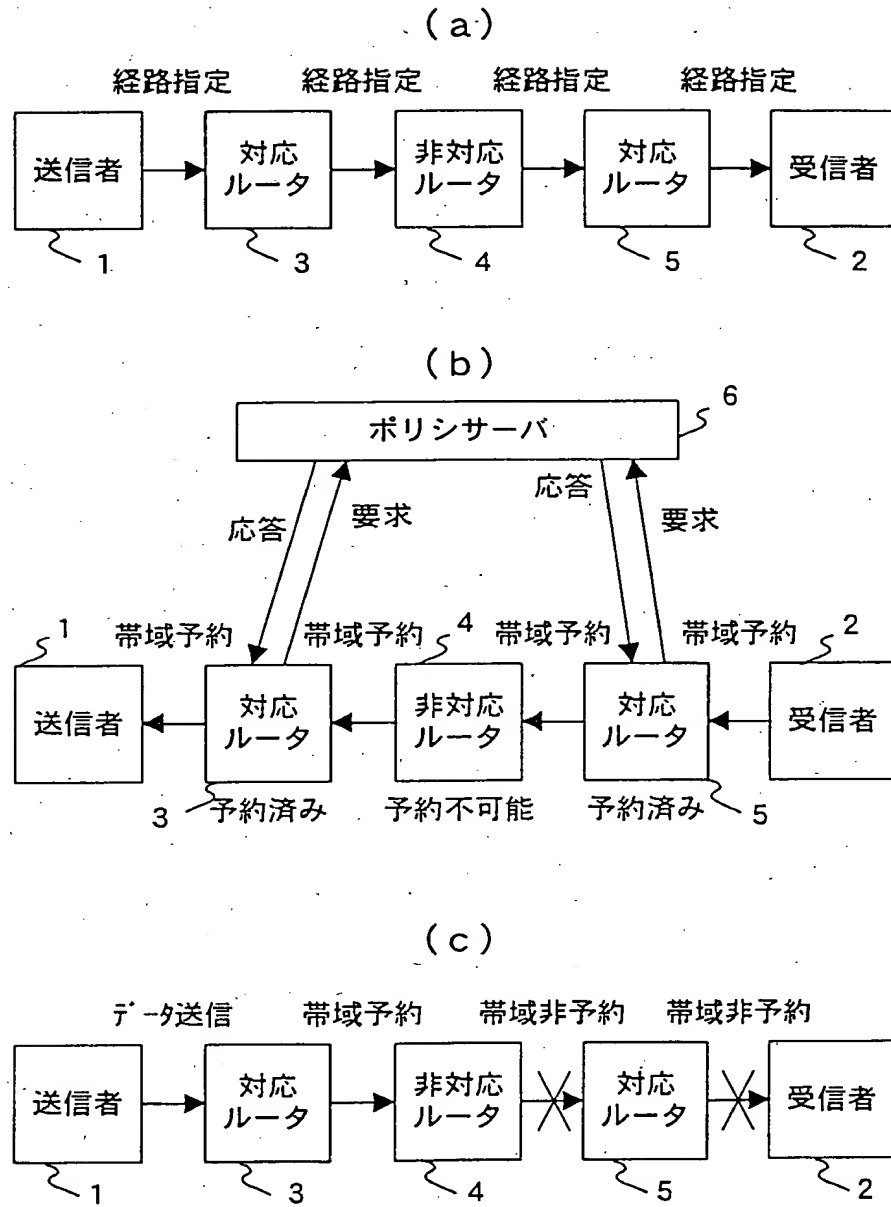 (a)
経路指定 経路指定 経路指定 経路指定
送信者 対応ルータ 非対応ルータ 対応ルータ 受信者
1 3 4 5 2
(b)
6
ポリシサーバ
応答 要求 応答 要求
1 帯域予約 帯域予約 4 帯域予約 帯域予約 2
送信者 対応ルータ 非対応ルータ 対応ルータ 受信者
3 予約済み 予約不可能 予約済み 5
(c)
データ送信 帯域予約 帯域非予約 帯域非予約
送信者 対応ルータ 非対応ルータ 対応ルータ 受信者
1 3 4 5 2